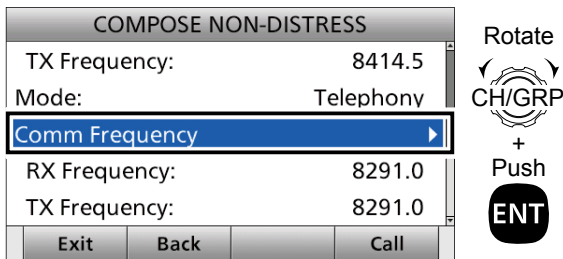 COMPOSE NON-DISTRESS
TX Frequency: 8414.5
Mode: Telephony
Comm Frequency
RX Frequency: 8291.0
TX Frequency: 8291.0
Exit Back Call
Rotate
CH/GRP
+
Push
ENT